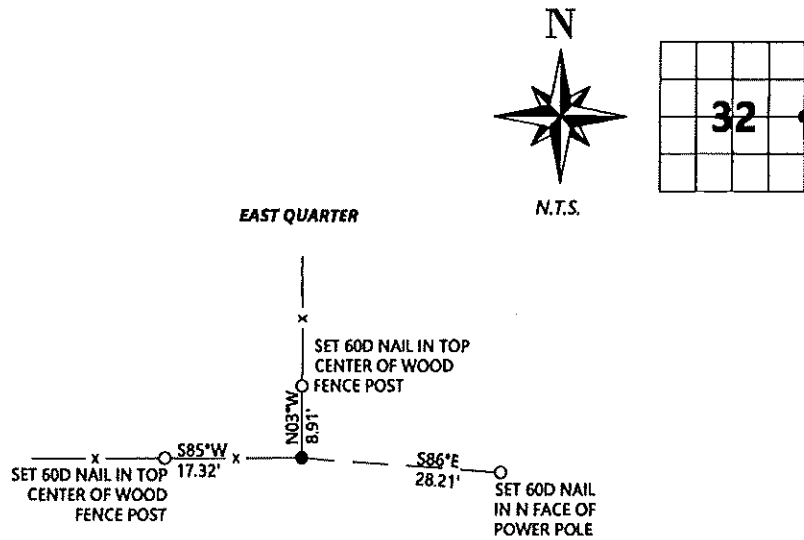 N
32
N.T.S.
EAST QUARTER
SET 60D NAIL IN TOP
CENTER OF WOOD
FENCE POST
N03°W
8.91'
S85°W
17.32'
SET 60D NAIL IN TOP
CENTER OF WOOD
FENCE POST
S86°E
28.21'
SET 60D NAIL
IN N FACE OF
POWER POLE